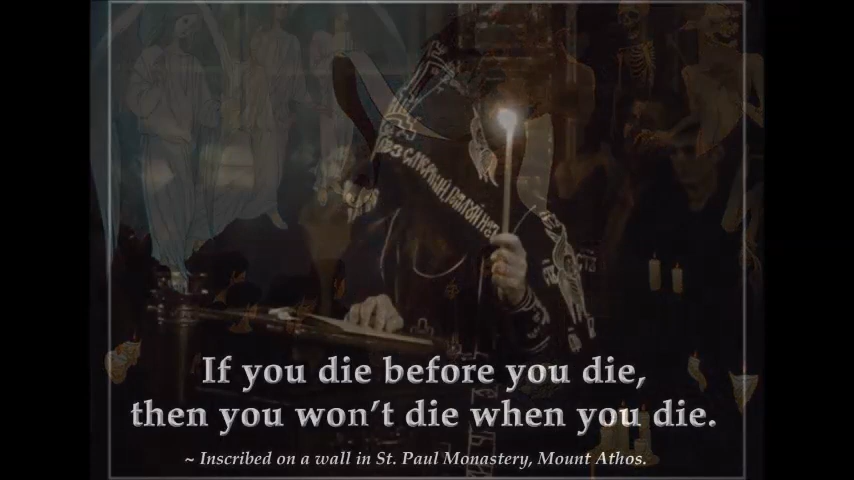 If you die before you die,
then you won't die when you die.
~ Inscribed on a wall in St. Paul Monastery, Mount Athos.